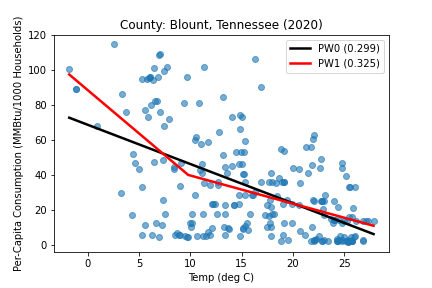 County: Blount, Tennessee (2020)
Per-Capita Consumption (MMBtu/1000 Households)
120
100
80
60
40
20
0
PW0 (0.299)
PW1 (0.325)
0 5 10 15 20 25
Temp (deg C)